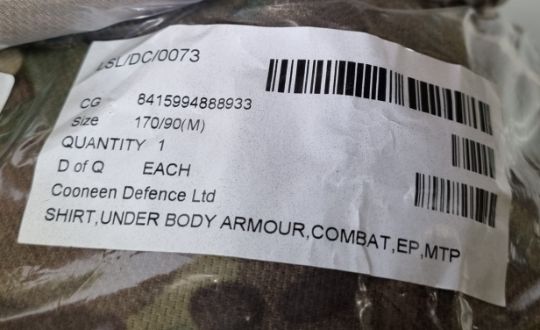 LSL/DC/0073
CG 8415994888933
Size 170/90(M)
QUANTITY 1
D of Q EACH
Cooneen Defence Ltd
SHIRT,UNDER BODY ARMOUR,COMBAT,EP,MTP